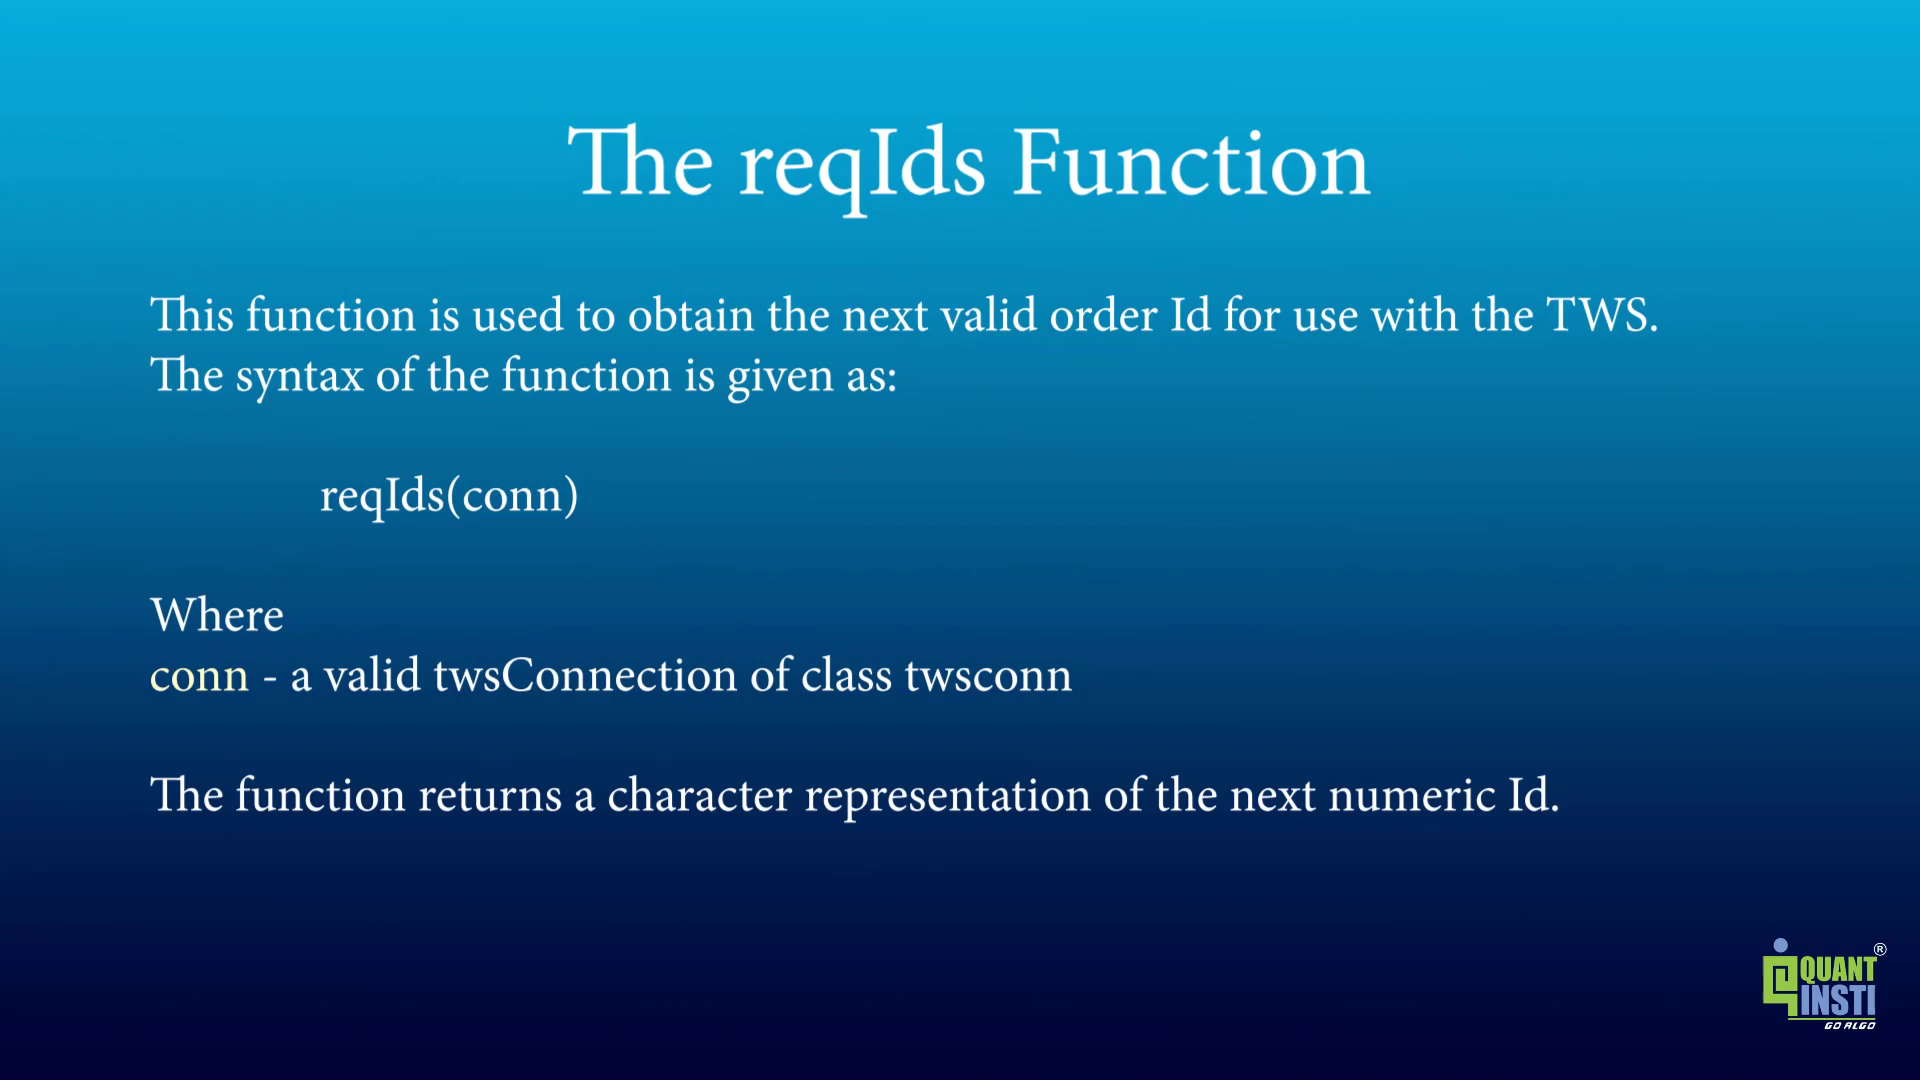 The reqIds Function
This function is used to obtain the next valid order Id for use with the TWS.
The syntax of the function is given as:
reqIds(conn)
Where
conn - a valid twsConnection of class twsconn
The function returns a character representation of the next numeric Id.
QUANT®
INSTI
GO ALGO